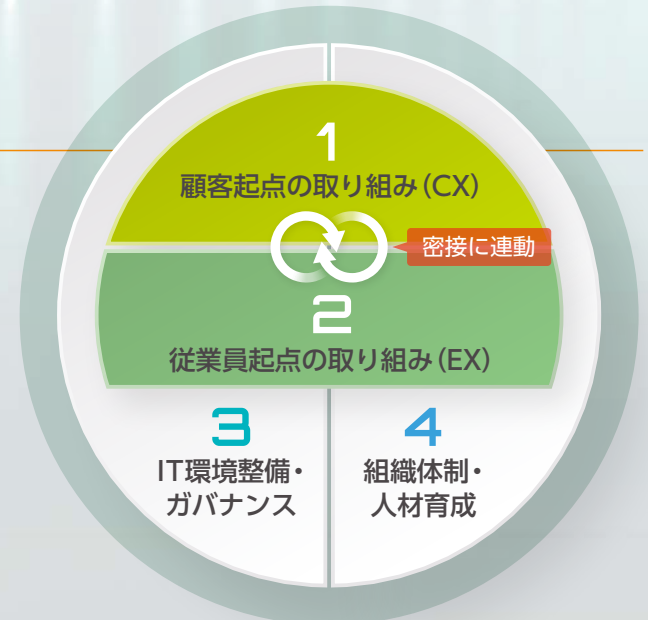 1
顧客起点の取り組み(CX)
密接に連動
2
従業員起点の取り組み(EX)
3
IT環境整備・
ガバナンス
4
組織体制・
人材育成